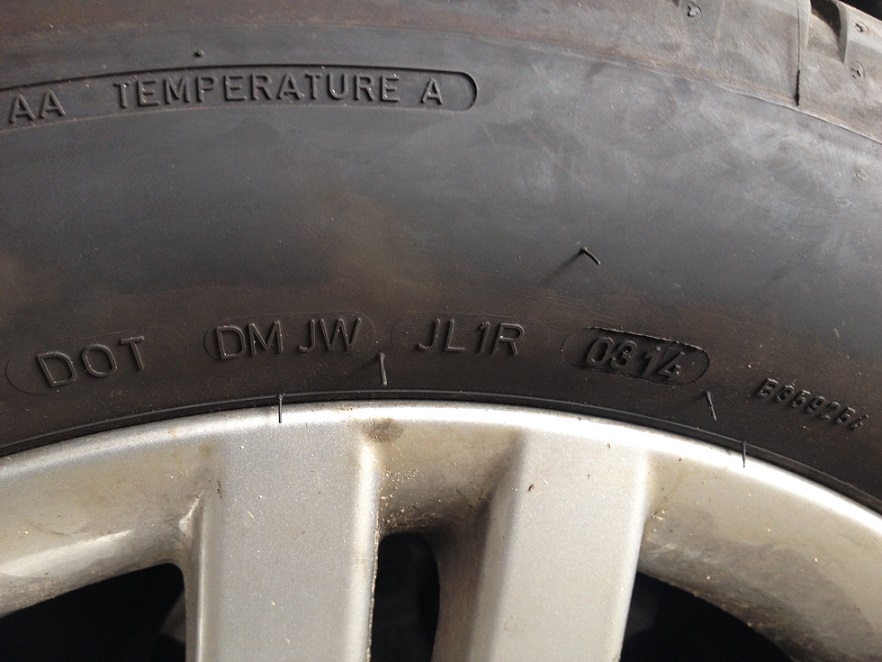 AA TEMPERATURE A
DOT DM JW JL1R 0314